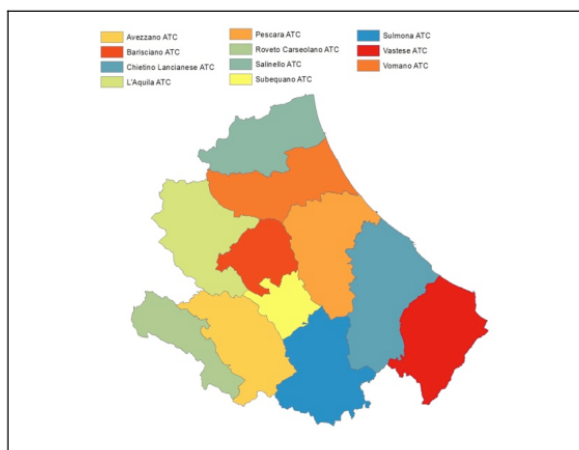 Avezzano ATC
Barisciano ATC
Chietino Lancianese ATC
L'Aquila ATC
Pescara ATC
Roveto Carseolano ATC
Salinello ATC
Subequano ATC
Sulmona ATC
Vastese ATC
Vomano ATC